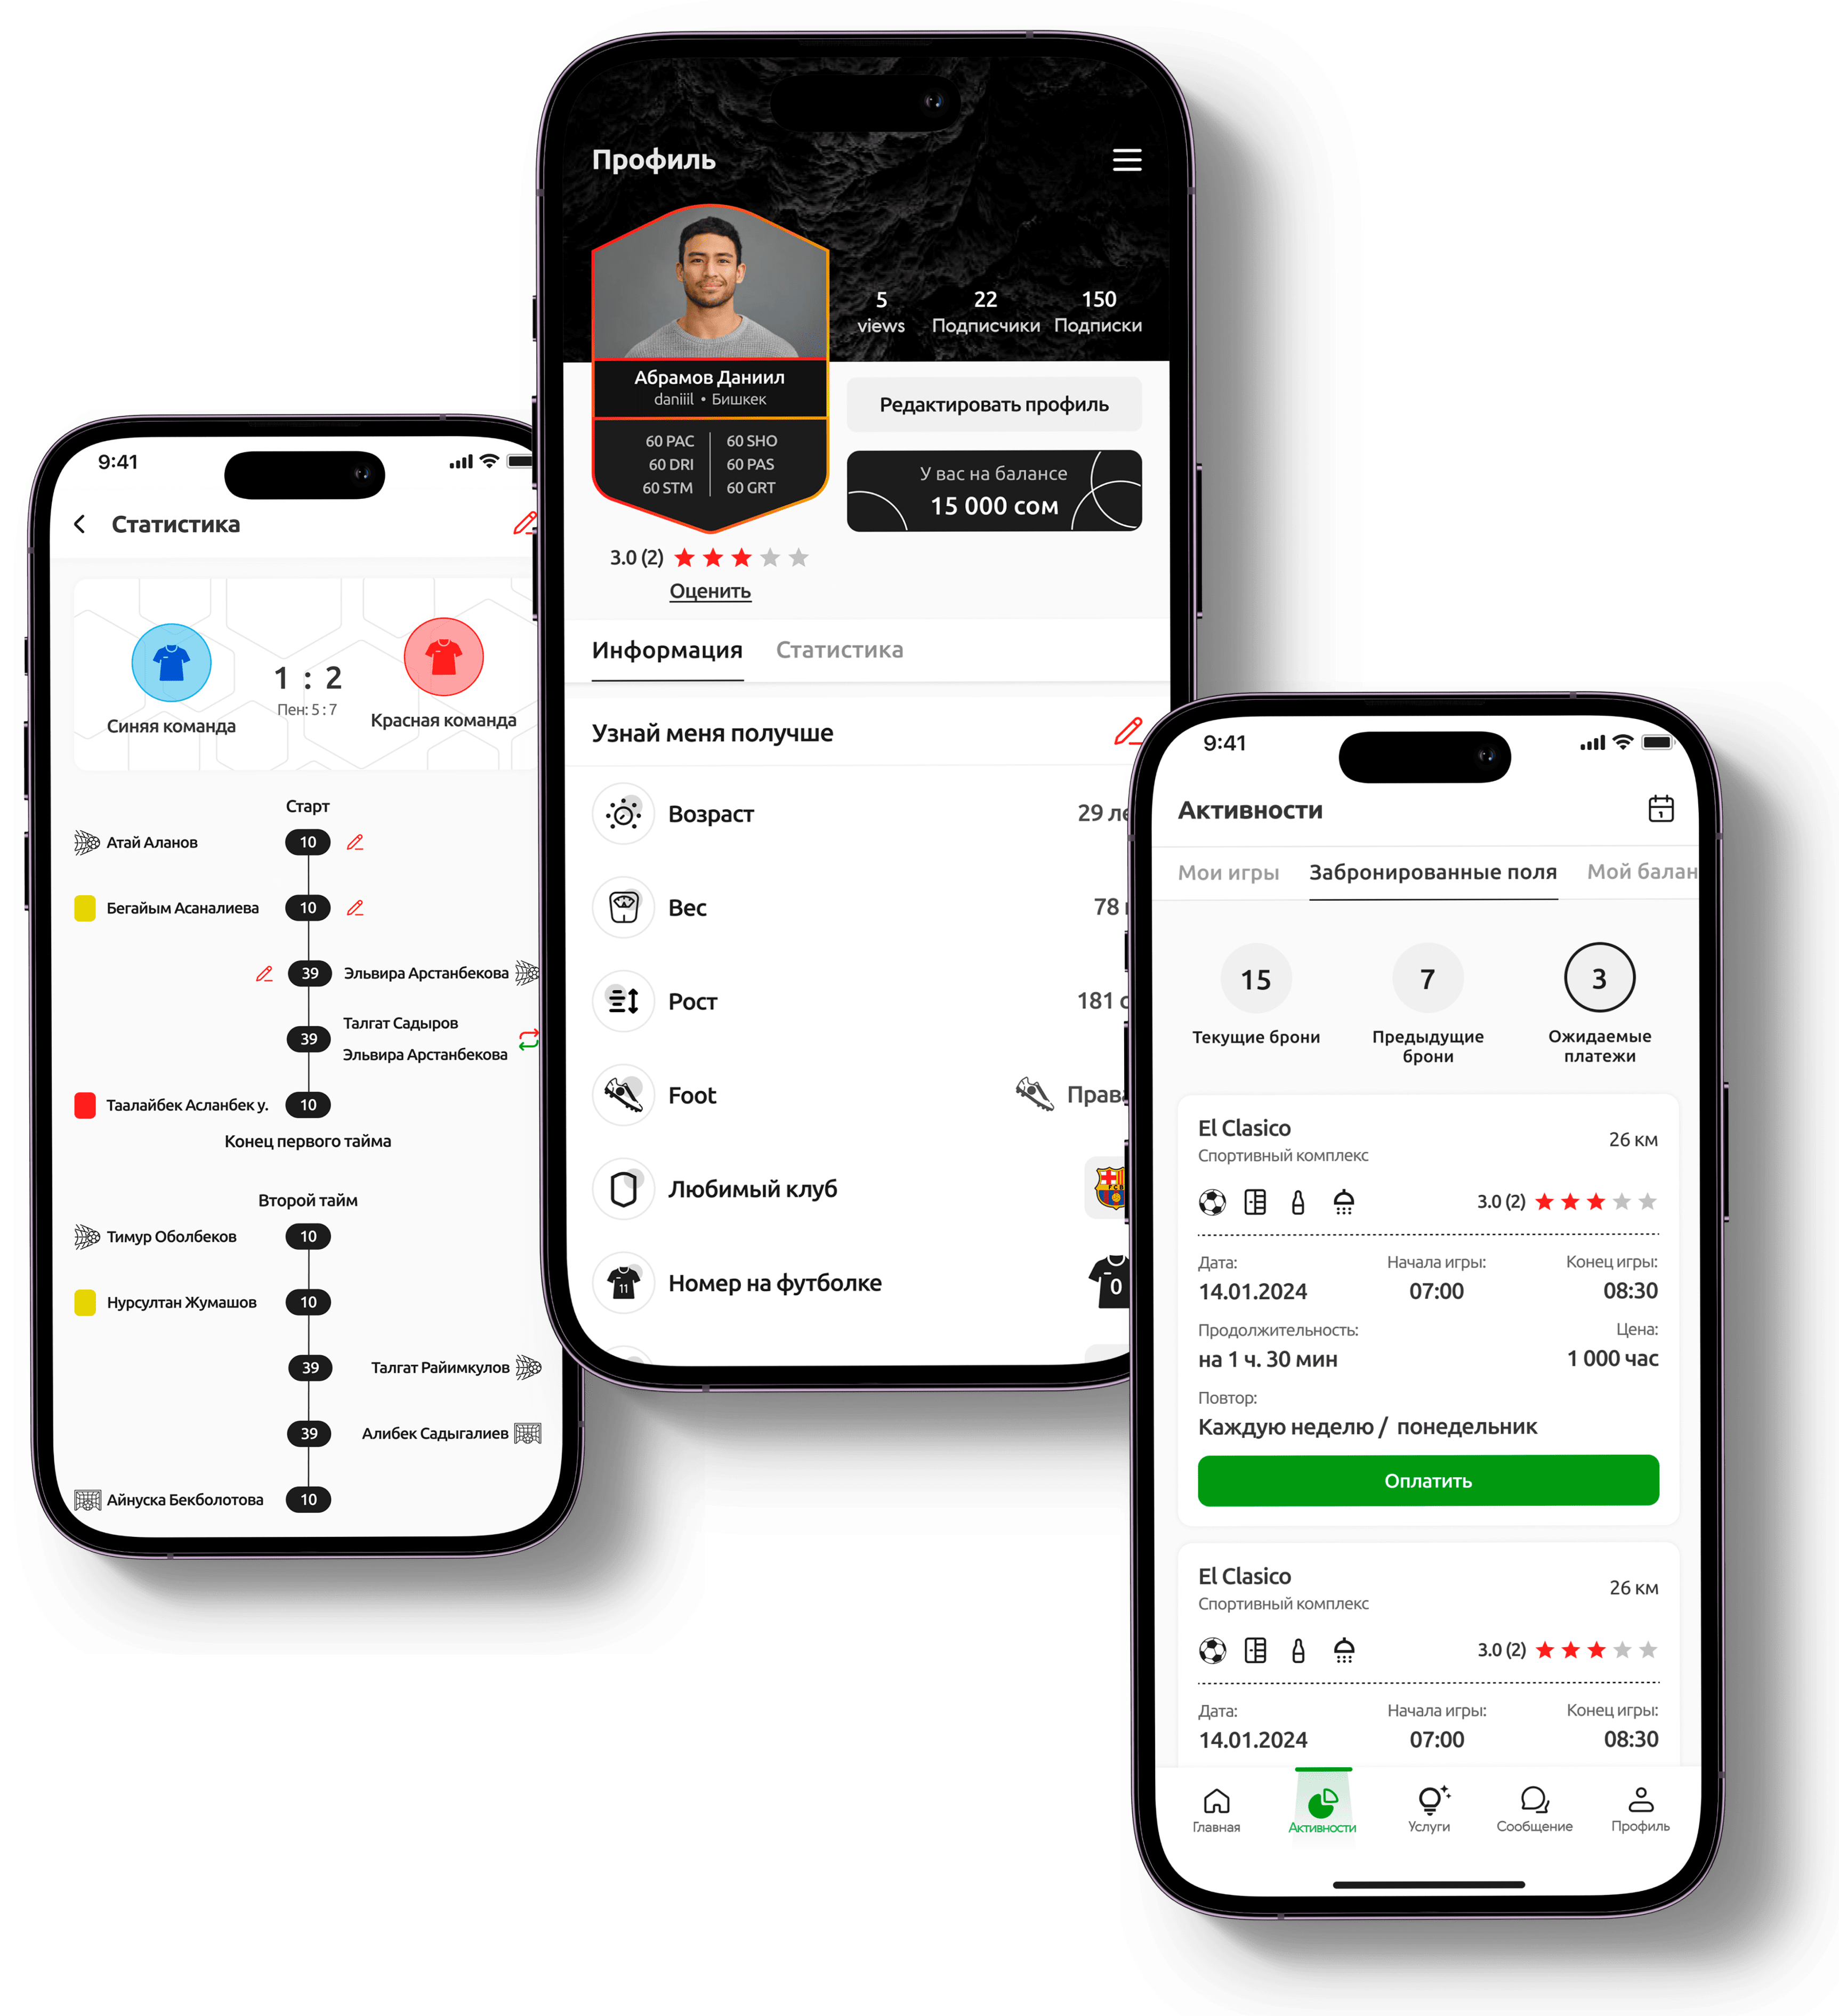 9:41
Статистика
1 : 2
Пен: 5 : 7
Синяя команда
Красная команда
Старт
Атай Аланов
10
Бегайым Асаналиева
10
39
Эльвира Арстанбекова
39
Талгат Садыров
Эльвира Арстанбекова
Таалайбек Асланбек у.
10
Конец первого тайма
Второй тайм
Тимур Оболбеков
10
Нурсултан Жумашов
10
39
Талгат Райимкулов
39
Алибек Садыгалиев
Айнуска Бекболотова
10
Профиль
5
views
22
Подписчики
150
Подписки
Абрамов Даниил
daniiil • Бишкек
60 PAC
60 SHO
60 DRI
60 PAS
60 STM
60 GRT
Редактировать профиль
У вас на балансе
15 000 сом
3.0 (2)
Оценить
Информация
Статистика
Узнай меня получше
Возраст
29
Вес
78
Рост
181
Foot
Любимый клуб
FCB
11
Номер на футболке
0
9:41
Активности
1
Мои игры
Забронированные поля
Мой балан
15
Текущие брони
7
Предыдущие
брони
3
Ожидаемые
платежи
El Clasico
26 км
Спортивный комплекс
3.0 (2)
Дата:
Начала игры:
Конец игры:
14.01.2024
07:00
08:30
Продолжительность:
Цена:
на 1 ч. 30 мин
1 000 час
Повтор:
Каждую неделю / понедельник
Оплатить
El Clasico
26 км
Спортивный комплекс
3.0 (2)
Дата:
Начала игры:
Конец игры:
14.01.2024
07:00
08:30
Главная
Активности
Услуги
Сообщение
Профиль